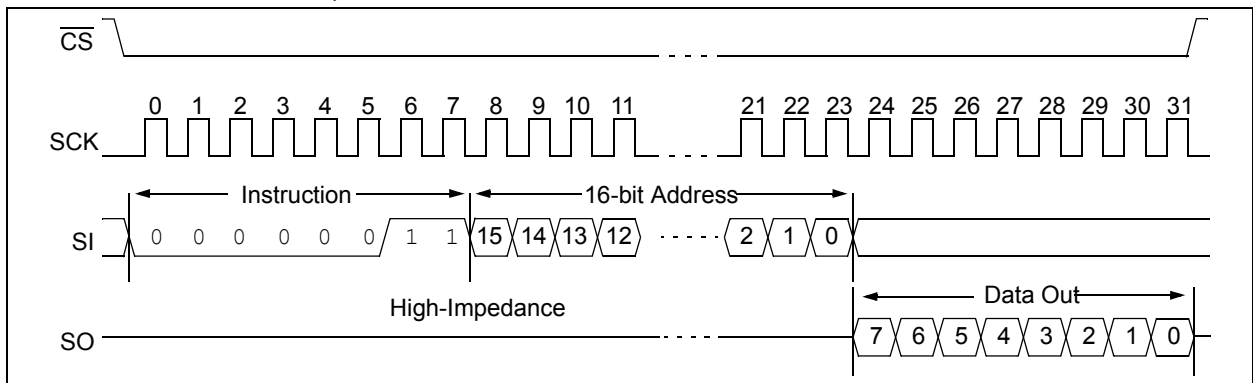 CS
0 1 2 3 4 5 6 7 8 9 10 11 21 22 23 24 25 26 27 28 29 30 31
SCK
Instruction 16-bit Address
SI 0 0 0 0 0 0 1 1 15 14 13 12 2 1 0
High-Impedance Data Out
SO 7 6 5 4 3 2 1 0